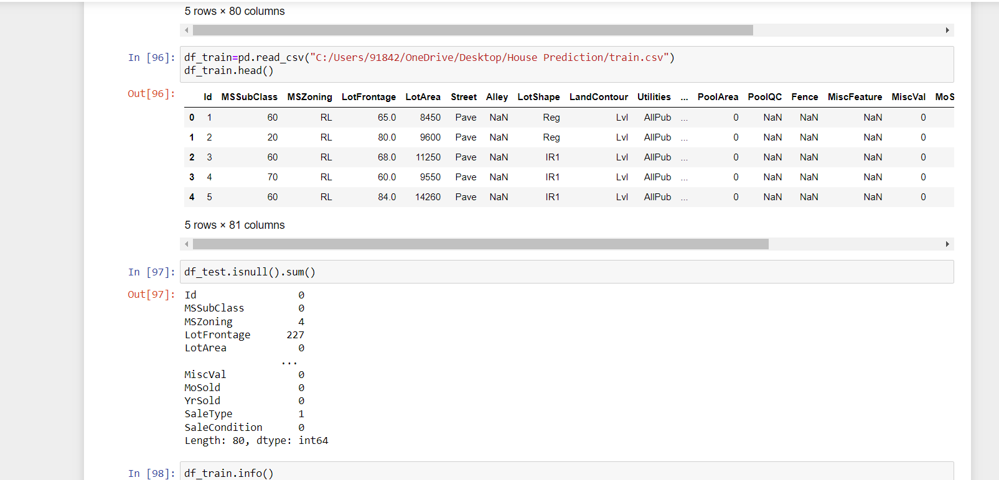 5 rows × 80 columns
In [96]: df_train=pd.read_csv("C:/Users/91842/OneDrive/Desktop/House Prediction/train.csv")
df_train.head()
Out[96]:
Id MSSubClass MSZoning LotFrontage LotArea Street Alley LotShape LandContour Utilities ... PoolArea PoolQC Fence MiscFeature MiscVal MoS
0 1 60 RL 65.0 8450 Pave NaN Reg Lvl AllPub ... 0 NaN NaN NaN 0
1 2 20 RL 80.0 9600 Pave NaN Reg Lvl AllPub ... 0 NaN NaN NaN 0
2 3 60 RL 68.0 11250 Pave NaN IR1 Lvl AllPub ... 0 NaN NaN NaN 0
3 4 70 RL 60.0 9550 Pave NaN IR1 Lvl AllPub ... 0 NaN NaN NaN 0
4 5 60 RL 84.0 14260 Pave NaN IR1 Lvl AllPub ... 0 NaN NaN NaN 0
5 rows × 81 columns
In [97]: df_test.isnull().sum()
Out[97]: Id 0
MSSubClass 0
MSZoning 4
LotFrontage 227
LotArea 0
...
MiscVal 0
MoSold 0
YrSold 0
SaleType 1
SaleCondition 0
Length: 80, dtype: int64
In [98]: df_train.info()